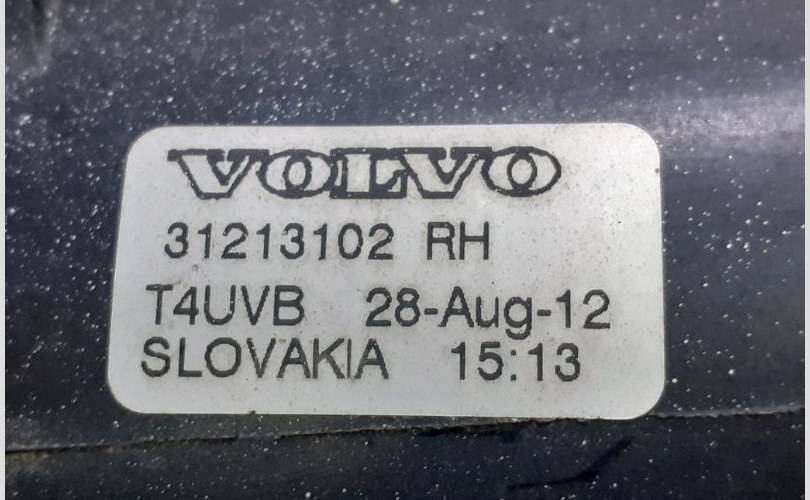 VOLVO
31213102 RH
T4UVB 28-Aug-12
SLOVAKIA 15:13